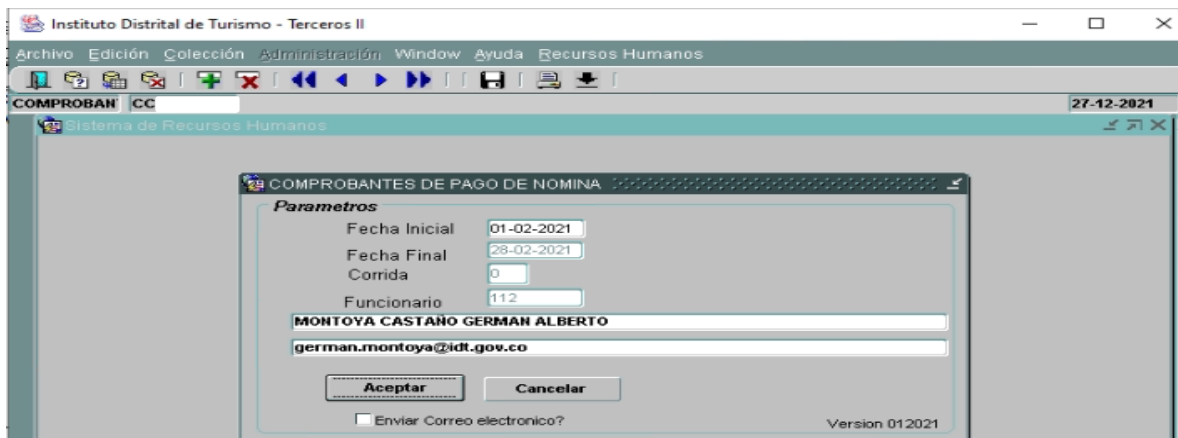 Instituto Distrital de Turismo - Terceros II
Archivo Edición Colección Administración Window Ayuda Recursos Humanos
COMPROBAN CC 27-12-2021
Sistema de Recursos Humanos
COMPROBANTES DE PAGO DE NOMINA
Parametros
Fecha Inicial 01-02-2021
Fecha Final 28-02-2021
Corrida 0
Funcionario 112
MONTOYA CASTAÑO GERMAN ALBERTO
german.montoya@idt.gov.co
Aceptar Cancelar
Enviar Correo electronico? Version 012021